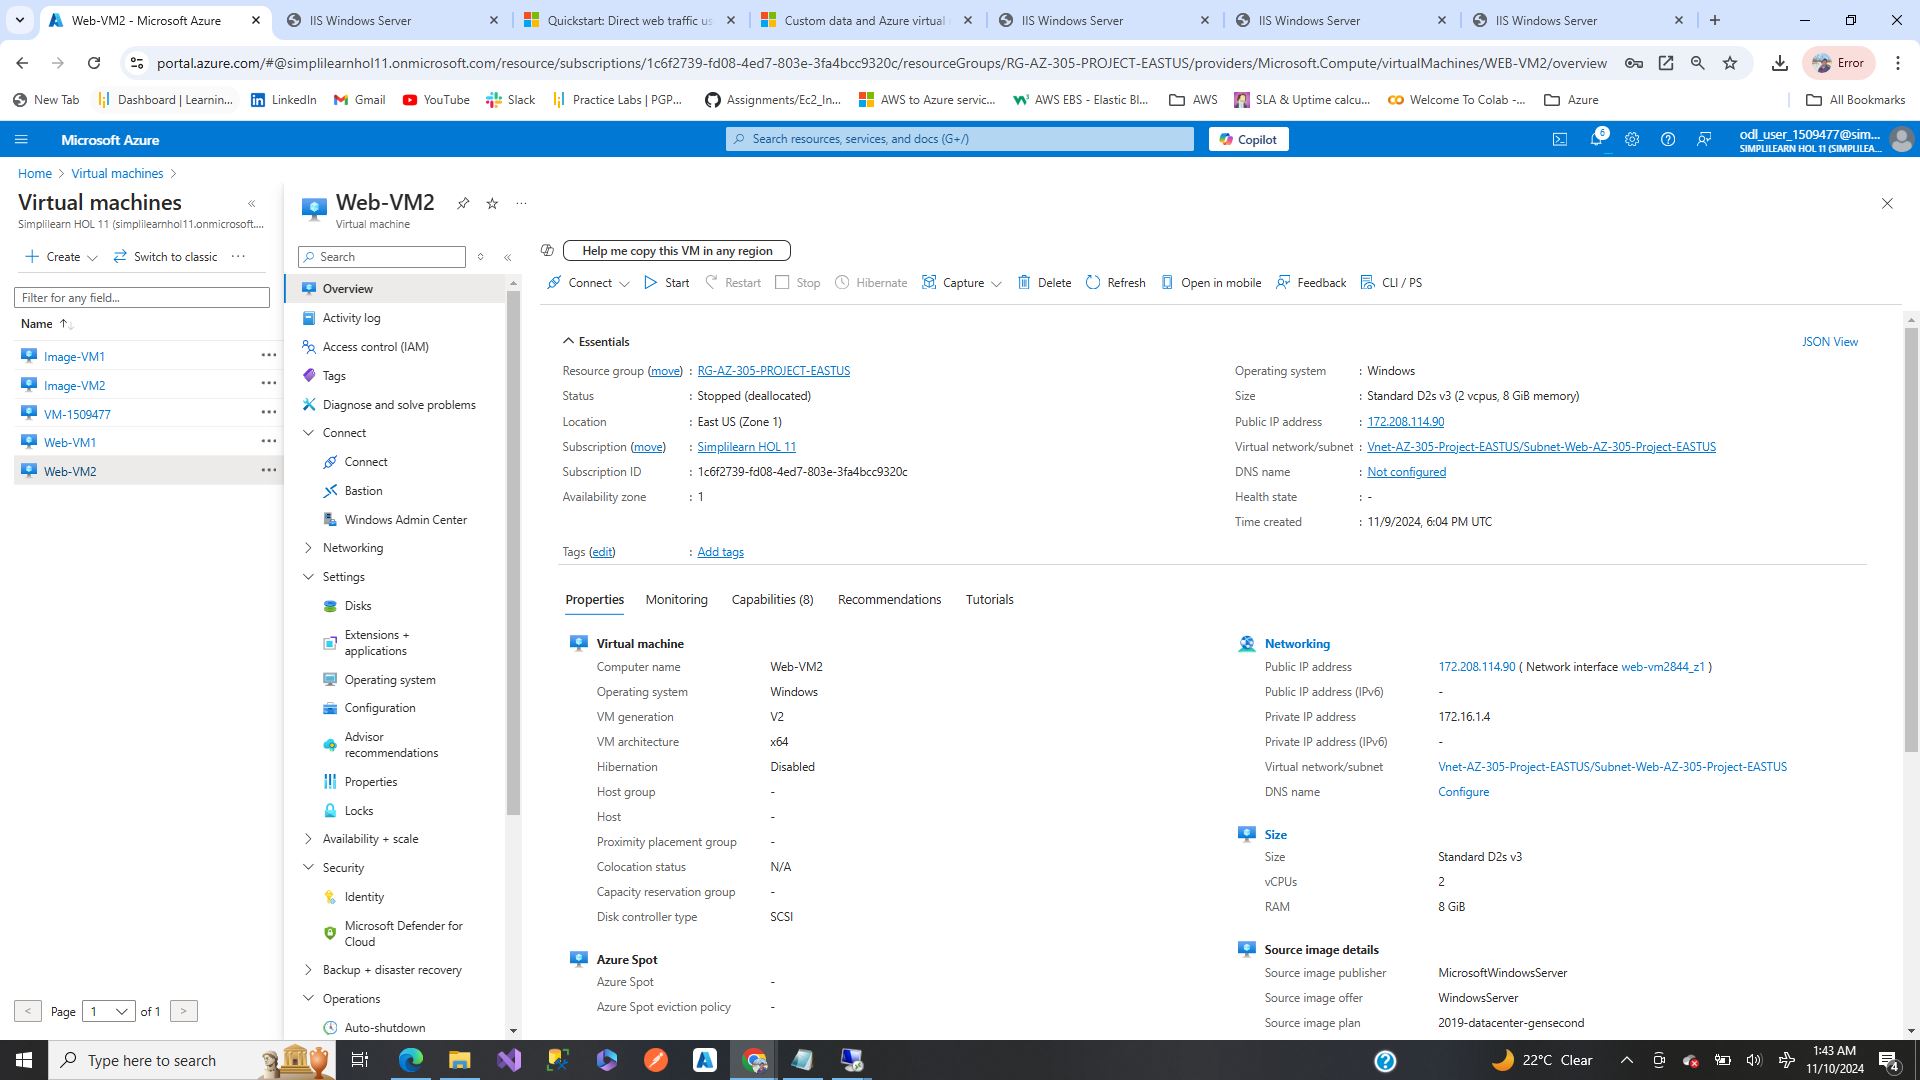 Web-VM2 - Microsoft Azure
IIS Windows Server
Quickstart: Direct web traffic us
Custom data and Azure virtual
IIS Windows Server
IIS Windows Server
IIS Windows Server
portal.azure.com/#@simplilearnhol11.onmicrosoft.com/resource/subscriptions/1c6f2739-fd08-4ed7-803e-3fa4bcc9320c/resourceGroups/RG-AZ-305-PROJECT-EASTUS/providers/Microsoft.Compute/virtualMachines/WEB-VM2/overview
Error
New Tab
Dashboard | Learnin...
LinkedIn
Gmail
YouTube
Slack
Practice Labs | PGP...
Assignments/Ec2_In...
AWS to Azure servic...
AWS EBS - Elastic Bl...
AWS
SLA & Uptime calcu...
Welcome To Colab -...
Azure
All Bookmarks
Microsoft Azure
Search resources, services, and docs (G+/)
Copilot
6
odl_user_1509477@sim...
SIMPLILEARN HOL 11 (SIMPLILEA...
Home > Virtual machines >
Virtual machines
Simplilearn HOL 11 (simplilearnhol11.onmicrosoft....
Create
Switch to classic
Filter for any field...
Name
Image-VM1
Image-VM2
VM-1509477
Web-VM1
Web-VM2
Page 1 of 1
Web-VM2
Virtual machine
Search
Overview
Activity log
Access control (IAM)
Tags
Diagnose and solve problems
Connect
Connect
Bastion
Windows Admin Center
Networking
Settings
Disks
Extensions +
applications
Operating system
Configuration
Advisor
recommendations
Properties
Locks
Availability + scale
Security
Identity
Microsoft Defender for
Cloud
Backup + disaster recovery
Operations
Auto-shutdown
Help me copy this VM in any region
Connect
Start
Restart
Stop
Hibernate
Capture
Delete
Refresh
Open in mobile
Feedback
CLI / PS
Essentials
JSON View
Resource group (move) : RG-AZ-305-PROJECT-EASTUS
Status : Stopped (deallocated)
Location : East US (Zone 1)
Subscription (move) : Simplilearn HOL 11
Subscription ID : 1c6f2739-fd08-4ed7-803e-3fa4bcc9320c
Availability zone : 1
Operating system : Windows
Size : Standard D2s v3 (2 vcpus, 8 GiB memory)
Public IP address : 172.208.114.90
Virtual network/subnet : Vnet-AZ-305-Project-EASTUS/Subnet-Web-AZ-305-Project-EASTUS
DNS name : Not configured
Health state : -
Time created : 11/9/2024, 6:04 PM UTC
Tags (edit) : Add tags
Properties
Monitoring
Capabilities (8)
Recommendations
Tutorials
Virtual machine
Computer name Web-VM2
Operating system Windows
VM generation V2
VM architecture x64
Hibernation Disabled
Host group -
Host -
Proximity placement group -
Colocation status N/A
Capacity reservation group -
Disk controller type SCSI
Azure Spot
Azure Spot -
Azure Spot eviction policy -
Networking
Public IP address 172.208.114.90 ( Network interface web-vm2844_z1 )
Public IP address (IPv6) -
Private IP address 172.16.1.4
Private IP address (IPv6) -
Virtual network/subnet Vnet-AZ-305-Project-EASTUS/Subnet-Web-AZ-305-Project-EASTUS
DNS name Configure
Size
Size Standard D2s v3
vCPUs 2
RAM 8 GiB
Source image details
Source image publisher MicrosoftWindowsServer
Source image offer WindowsServer
Source image plan 2019-datacenter-gensecond
Type here to search
22°C Clear
1:43 AM
11/10/2024
4